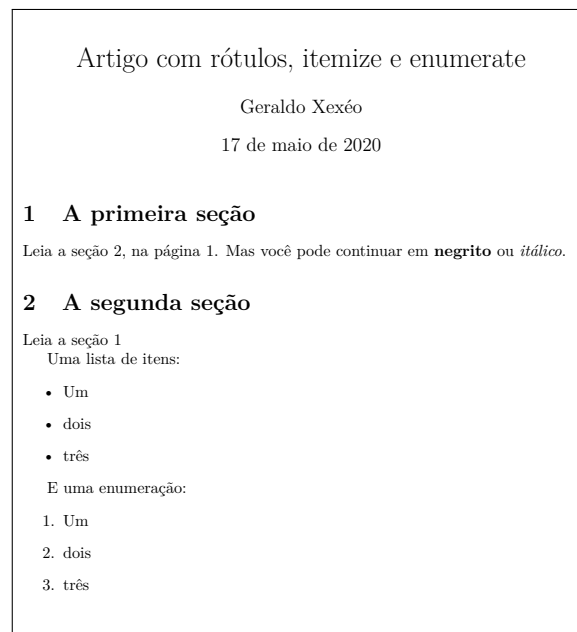 Artigo com rótulos, itemize e enumerate
Geraldo Xexéo
17 de maio de 2020
1 A primeira seção
Leia a seção 2, na página 1. Mas você pode continuar em negrito ou itálico.
2 A segunda seção
Leia a seção 1
Uma lista de itens:
• Um
• dois
• três
E uma enumeração:
1. Um
2. dois
3. três